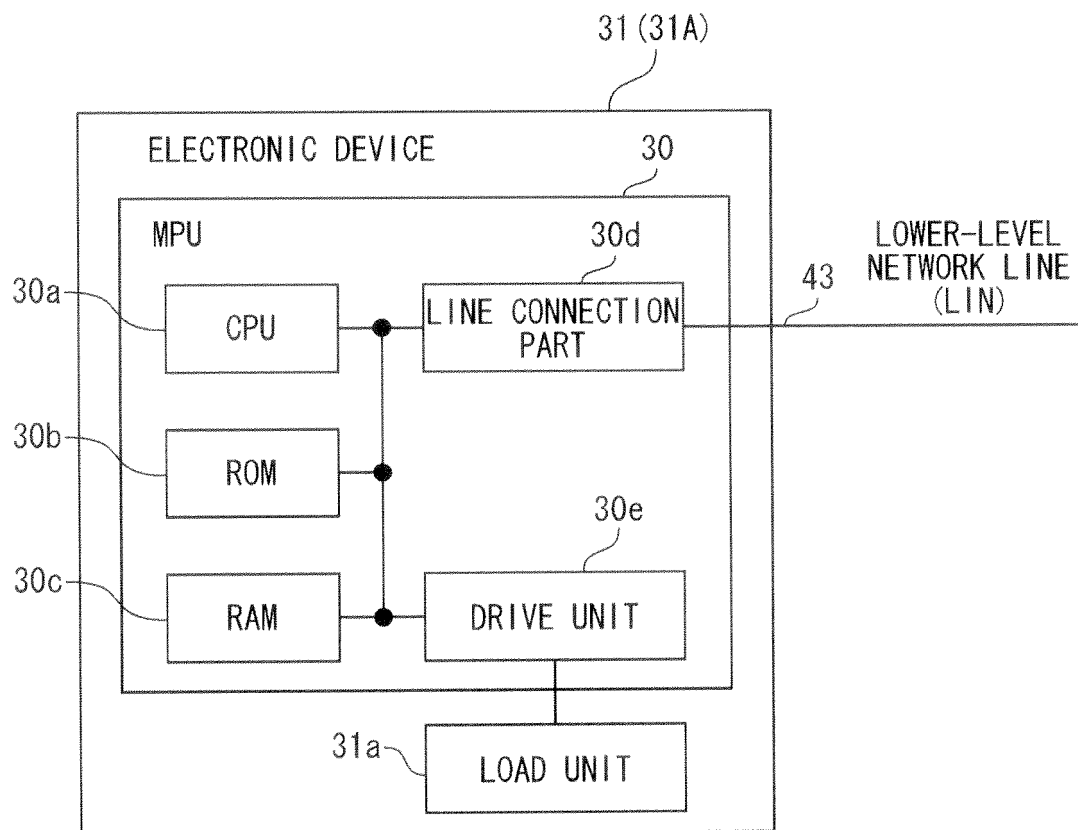 31 (31A)
ELECTRONIC DEVICE
30
MPU
30d
LOWER-LEVEL
NETWORK LINE
(LIN)
43
30a
CPU
LINE CONNECTION
PART
30b
ROM
30e
30c
RAM
DRIVE UNIT
31a
LOAD UNIT